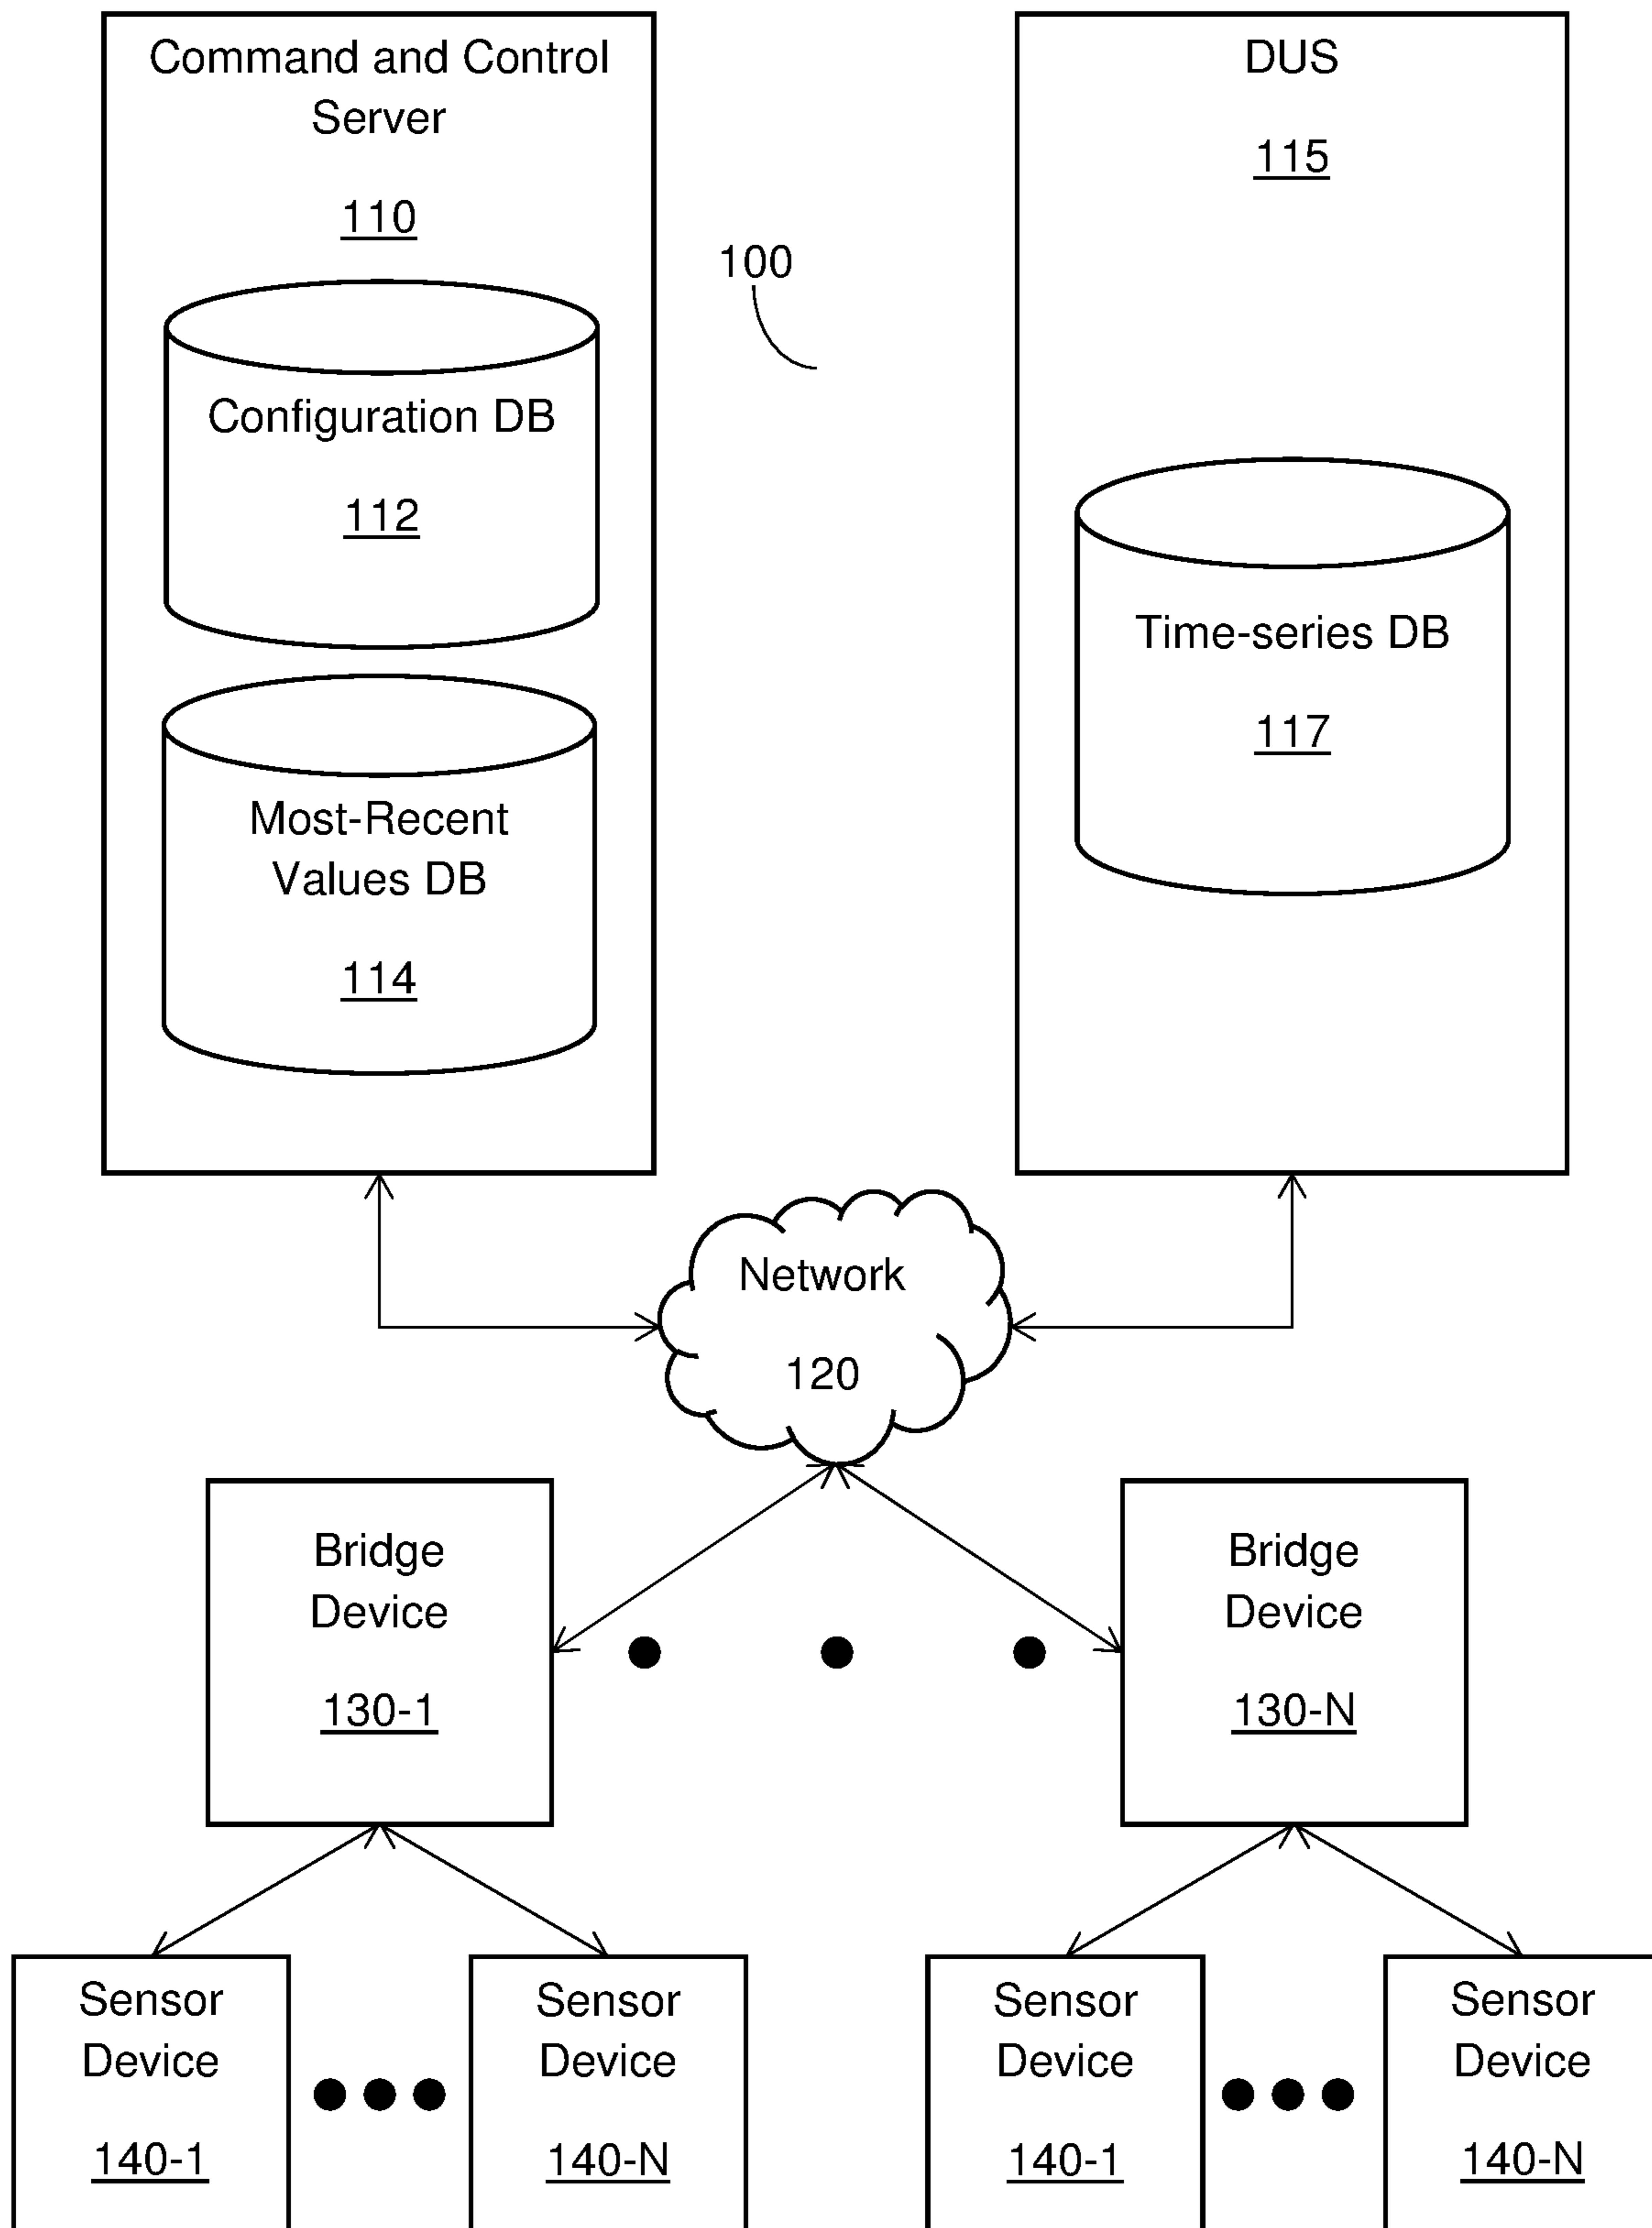 Command and Control
Server
110
Configuration DB
112
Most-Recent
Values DB
114
100
DUS
115
Time-series DB
117
Network
120
Bridge
Device
130-1
Bridge
Device
130-N
Sensor
Device
140-1
Sensor
Device
140-N
Sensor
Device
140-1
Sensor
Device
140-N